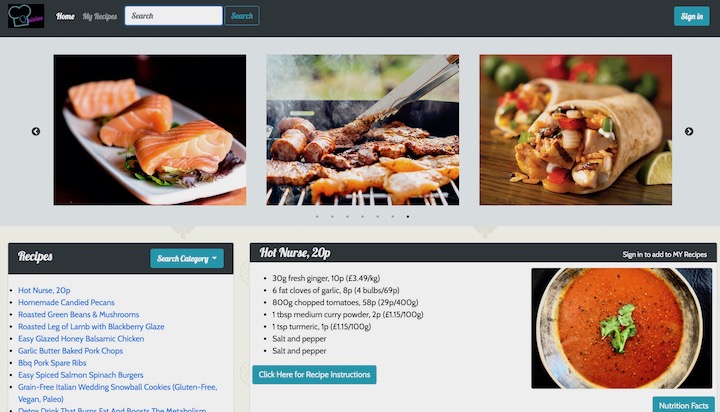 Home
My Recipes
Search
Search
Sign in
Recipes
Search Category
Hot Nurse, 20p
Homemade Candied Pecans
Roasted Green Beans & Mushrooms
Roasted Leg of Lamb with Blackberry Glaze
Easy Glazed Honey Balsamic Chicken
Garlic Butter Baked Pork Chops
Bbq Pork Spare Ribs
Easy Spiced Salmon Spinach Burgers
Grain-Free Italian Wedding Snowball Cookies (Gluten-Free,
Vegan, Paleo)
Detox Drink That Burns Fat And Boosts The Metabolism
Hot Nurse, 20p
Sign in to add to MY Recipes
30g fresh ginger, 10p (£3.49/kg)
6 fat cloves of garlic, 8p (4 bulbs/69p)
800g chopped tomatoes, 58p (29p/400g)
1 tbsp medium curry powder, 2p (£1.15/100g)
1 tsp turmeric, 1p (£1.15/100g)
Salt and pepper
Salt and pepper
Click Here for Recipe Instructions
Nutrition Facts